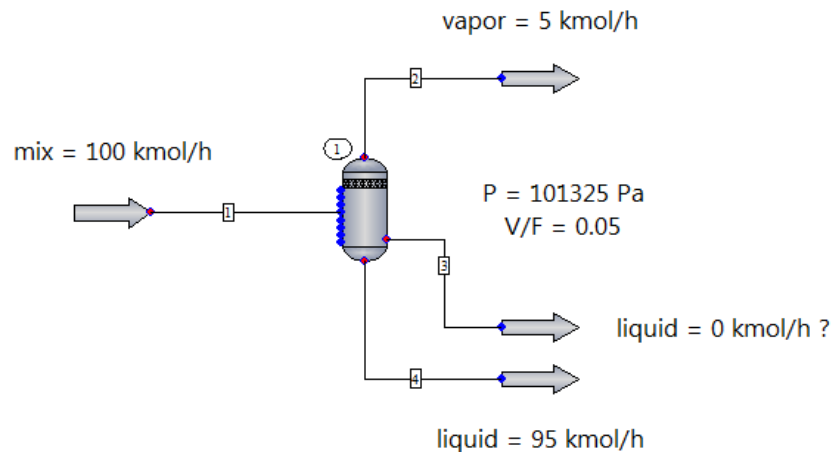 vapor = 5 kmol/h
2
1
mix = 100 kmol/h
P = 101325 Pa
1
V/F = 0.05
3
liquid = 0 kmol/h ?
4
liquid = 95 kmol/h